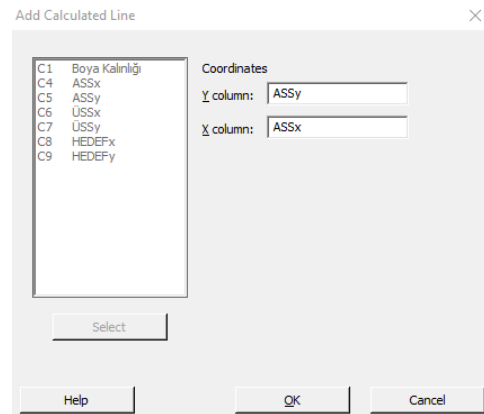 Add Calculated Line
C1 Boya Kalınlığı
C4 ASSx
C5 ASSy
C6 ÜSSx
C7 ÜSSy
C8 HEDEFx
C9 HEDEFy
Coordinates
Y column: ASSy
X column: ASSx
Select
Help OK Cancel